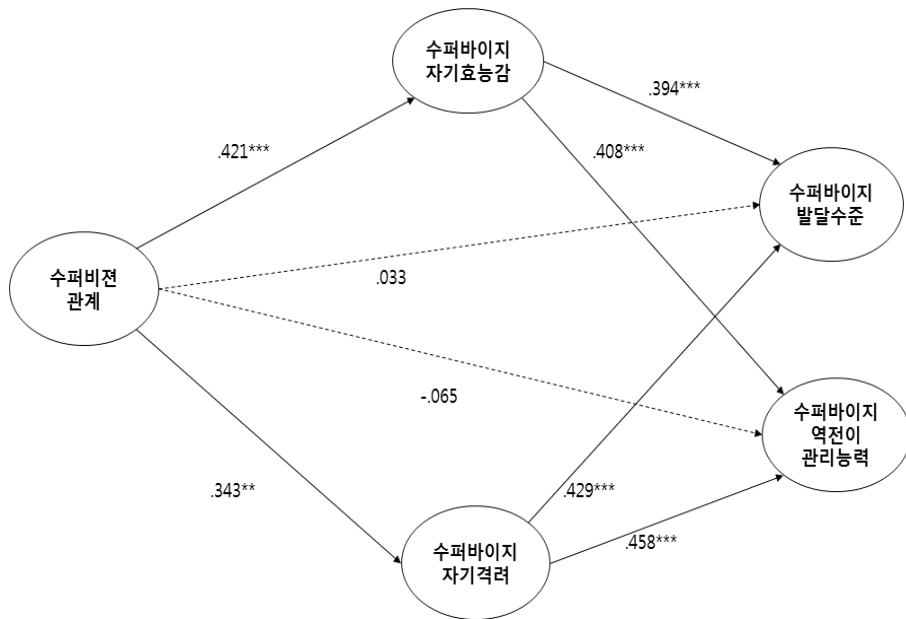 수퍼바이지
자기효능감
.394***
.421***
.408***
수퍼바이지
발달수준
수퍼비젼
관계
.033
-.065
수퍼바이지
역전이
관리능력
.343**
.429***
.458***
수퍼바이지
자기격려